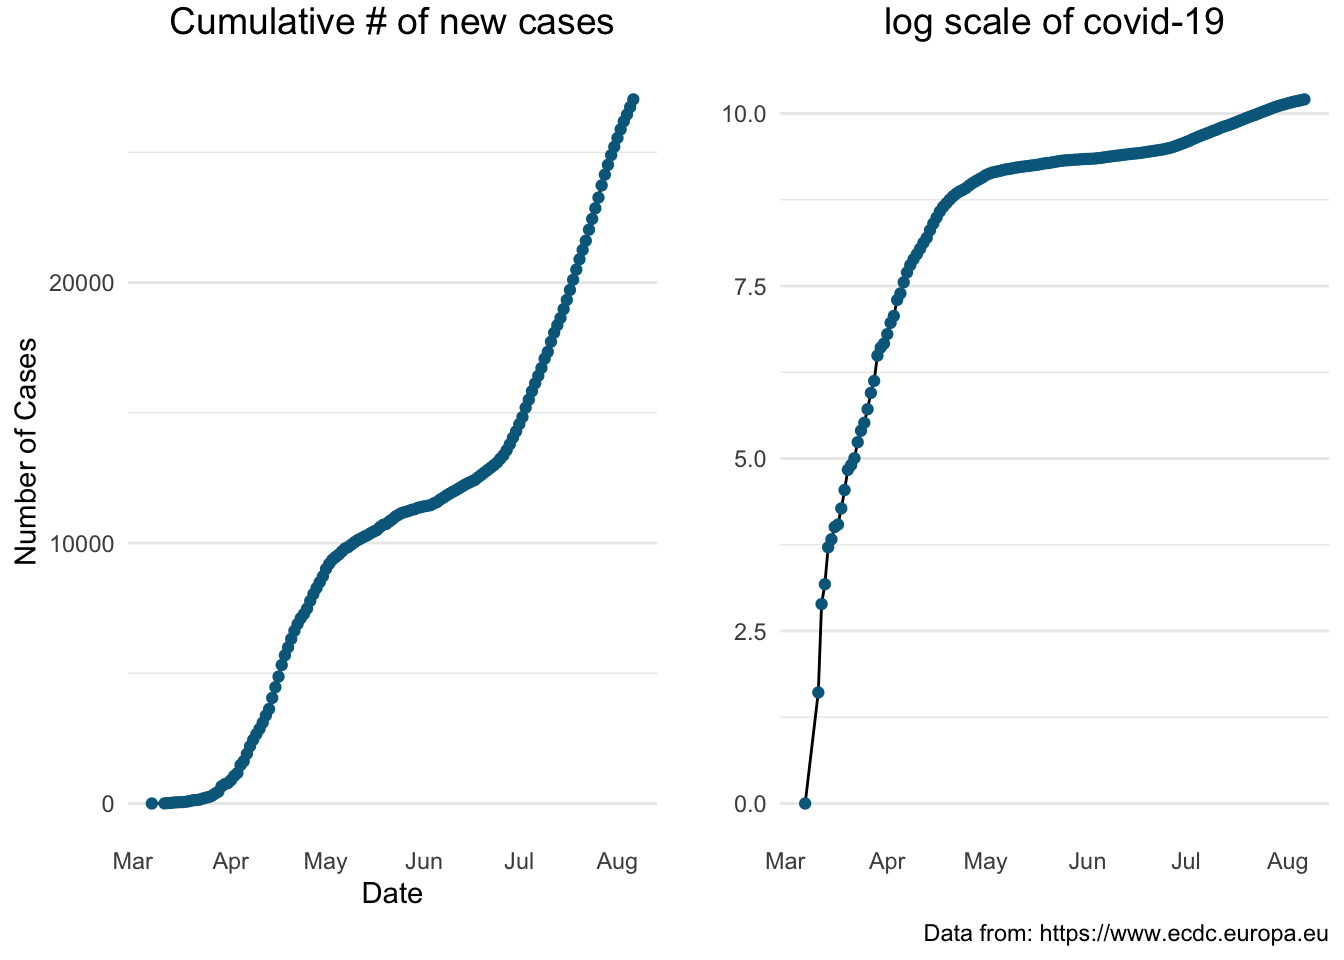 Cumulative # of new cases
log scale of covid-19
Number of Cases
20000
10000
0
Mar
Apr
May
Jun
Jul
Aug
Date
10.0
7.5
5.0
2.5
0.0
Mar
Apr
May
Jun
Jul
Aug
Data from: https://www.ecdc.europa.eu